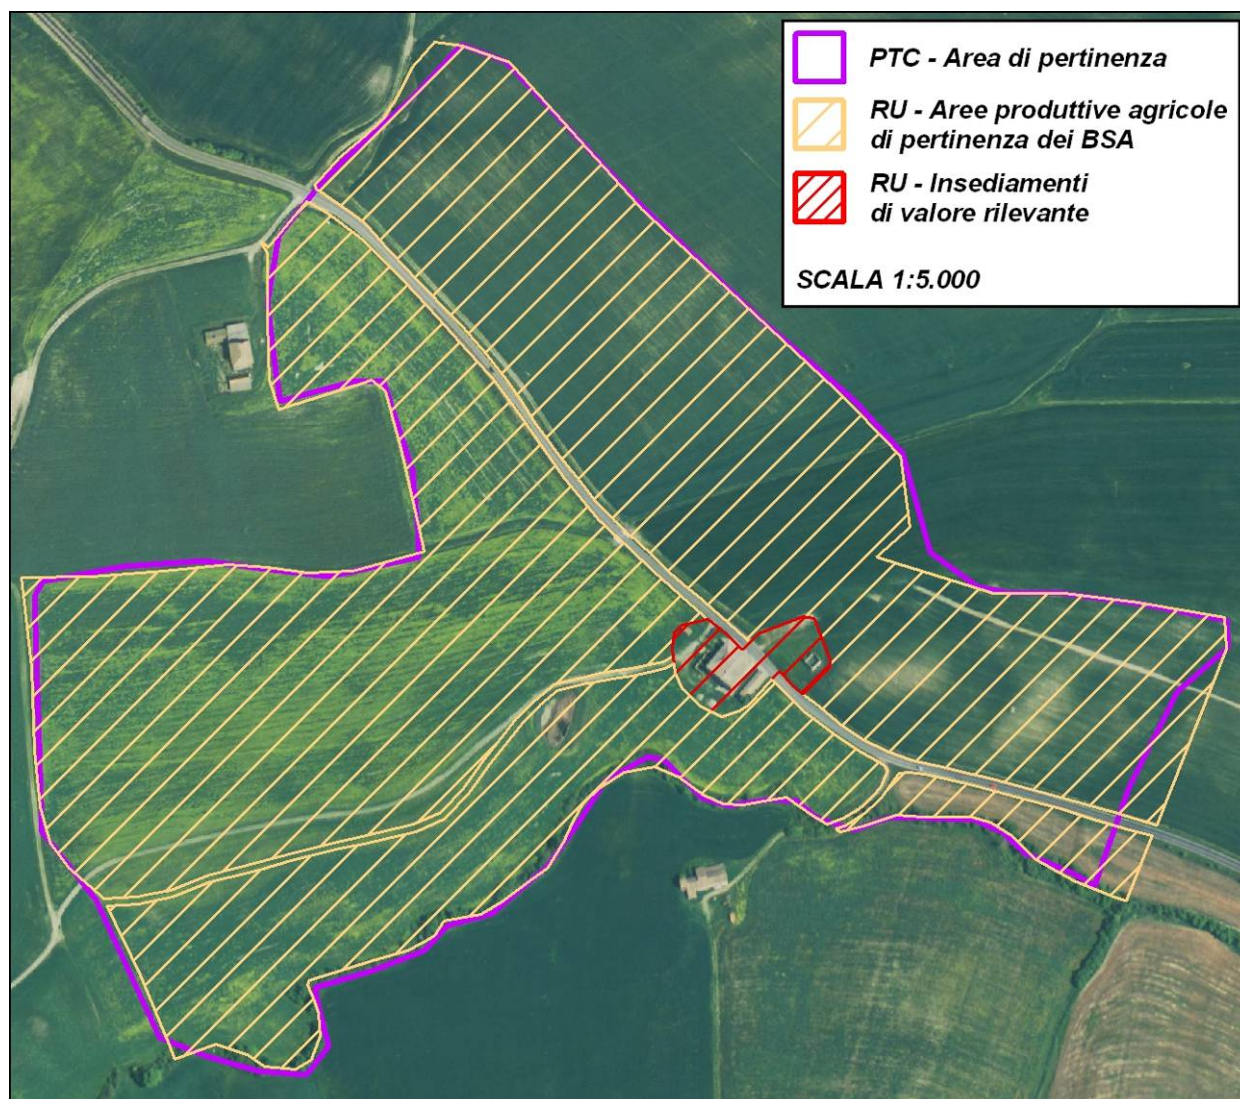 PTC - Area di pertinenza
RU - Aree produttive agricole
di pertinenza dei BSA
RU - Insediamenti
di valore rilevante
SCALA 1:5.000